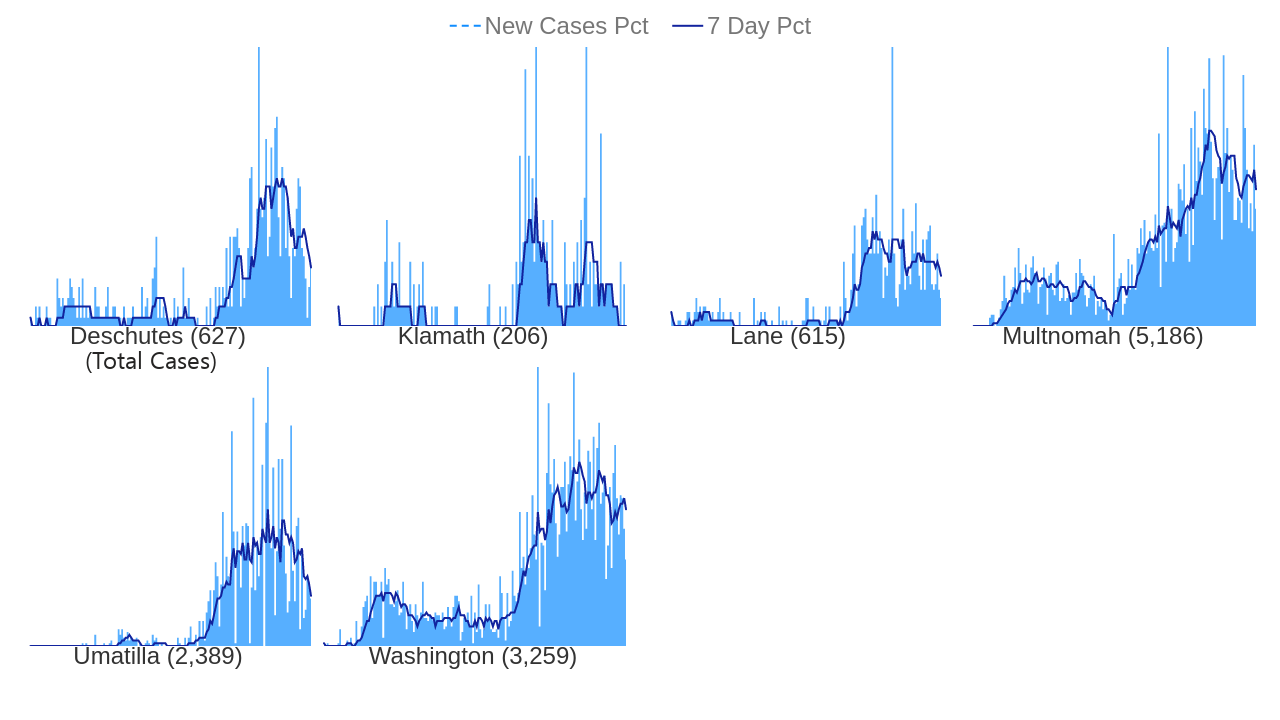 New Cases Pct 7 Day Pct
Deschutes (627) Klamath (206) Lane (615) Multnomah (5,186)
(Total Cases)
Umatilla (2,389) Washington (3,259)